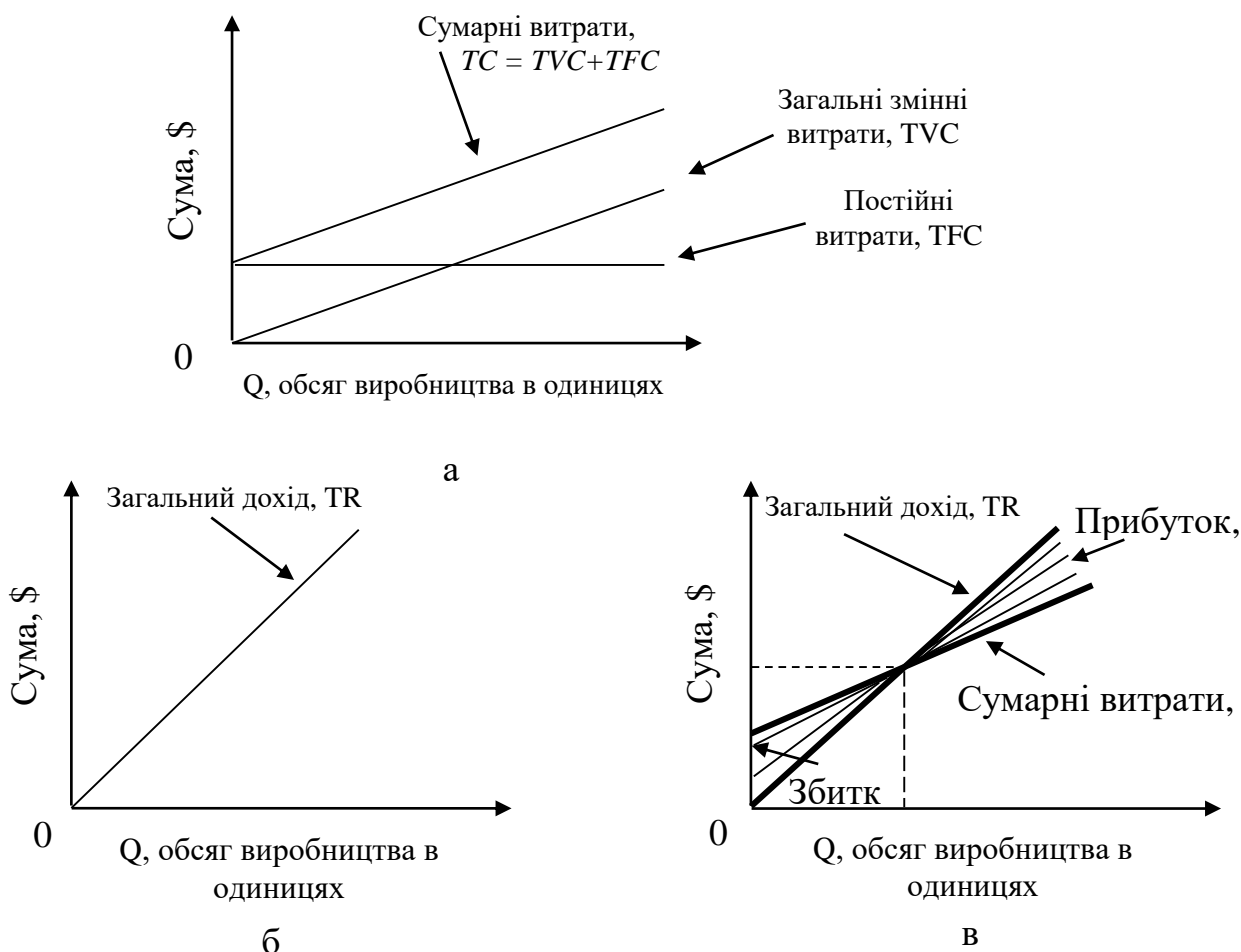 Сумарні витрати,
TC = TVC+TFC
Загальні змінні
витрати, TVC
Постійні
витрати, TFC
Сума, $
0
Q, обсяг виробництва в одиницях
а
Загальний дохід, TR
Сума, $
0
Q, обсяг виробництва в
одиницях
б
Загальний дохід, TR
Прибуток,
Сумарні витрати,
Збитк
Сума, $
0
Q, обсяг виробництва в
одиницях
в